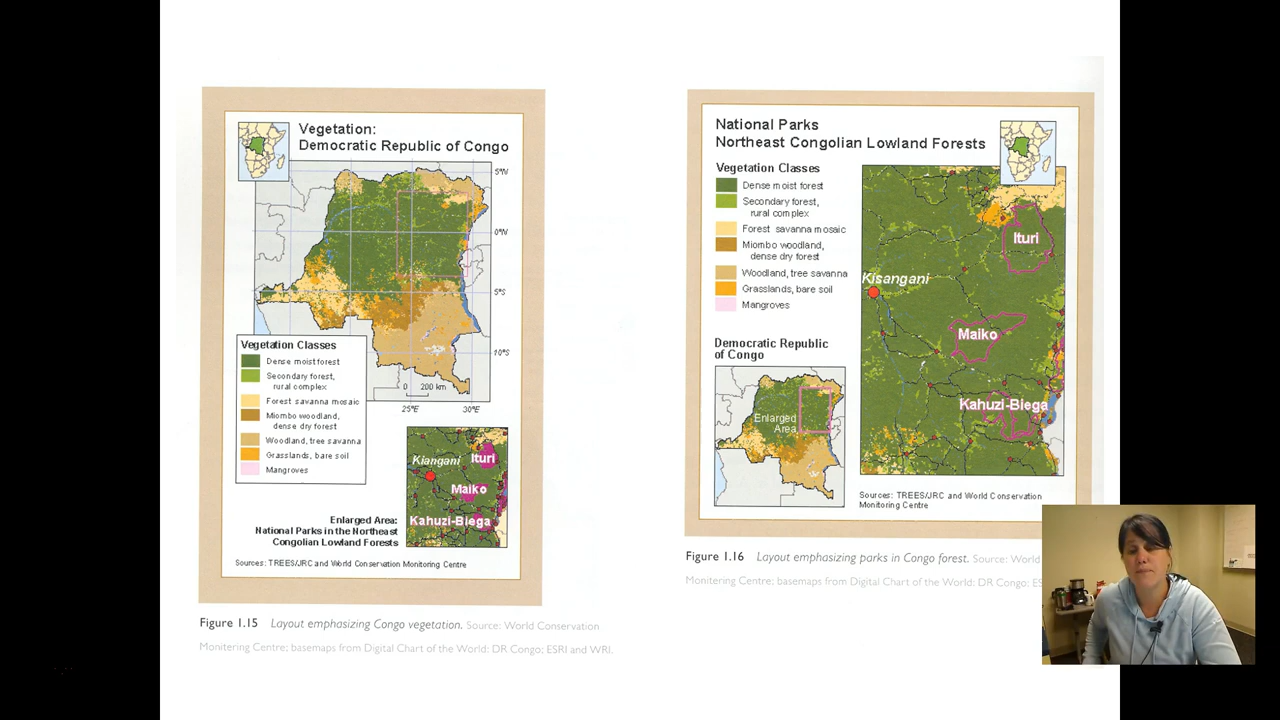 Vegetation:
Democratic Republic of Congo
5°N
0°N
5°S
10°S
25°E
30°E
0 200 km
Vegetation Classes
Dense moist forest
Secondary forest,
rural complex
Forest savanna mosaic
Miombo woodland,
dense dry forest
Woodland, tree savanna
Grasslands, bare soil
Mangroves
Kiangani
Ituri
Maiko
Kahuzi-Biega
Enlarged Area:
National Parks in the Northeast
Congolian Lowland Forests
Sources: TREES/JRC and World Conservation Monitoring Centre
Figure 1.15 Layout emphasizing Congo vegetation. Source: World Conservation
Monitering Centre; basemaps from Digital Chart of the World: DR Congo; ESRI and WRI.
National Parks
Northeast Congolian Lowland Forests
Vegetation Classes
Dense moist forest
Secondary forest,
rural complex
Forest savanna mosaic
Miombo woodland,
dense dry forest
Woodland, tree savanna
Grasslands, bare soil
Mangroves
Democratic Republic
of Congo
Enlarged
Area
Ituri
Kisangani
Maiko
Kahuzi-Biega
Sources: TREES/JRC and World Conservation
Monitoring Centre
Figure 1.16 Layout emphasizing parks in Congo forest. Source: World
Monitering Centre; basemaps from Digital Chart of the World: DR Congo;